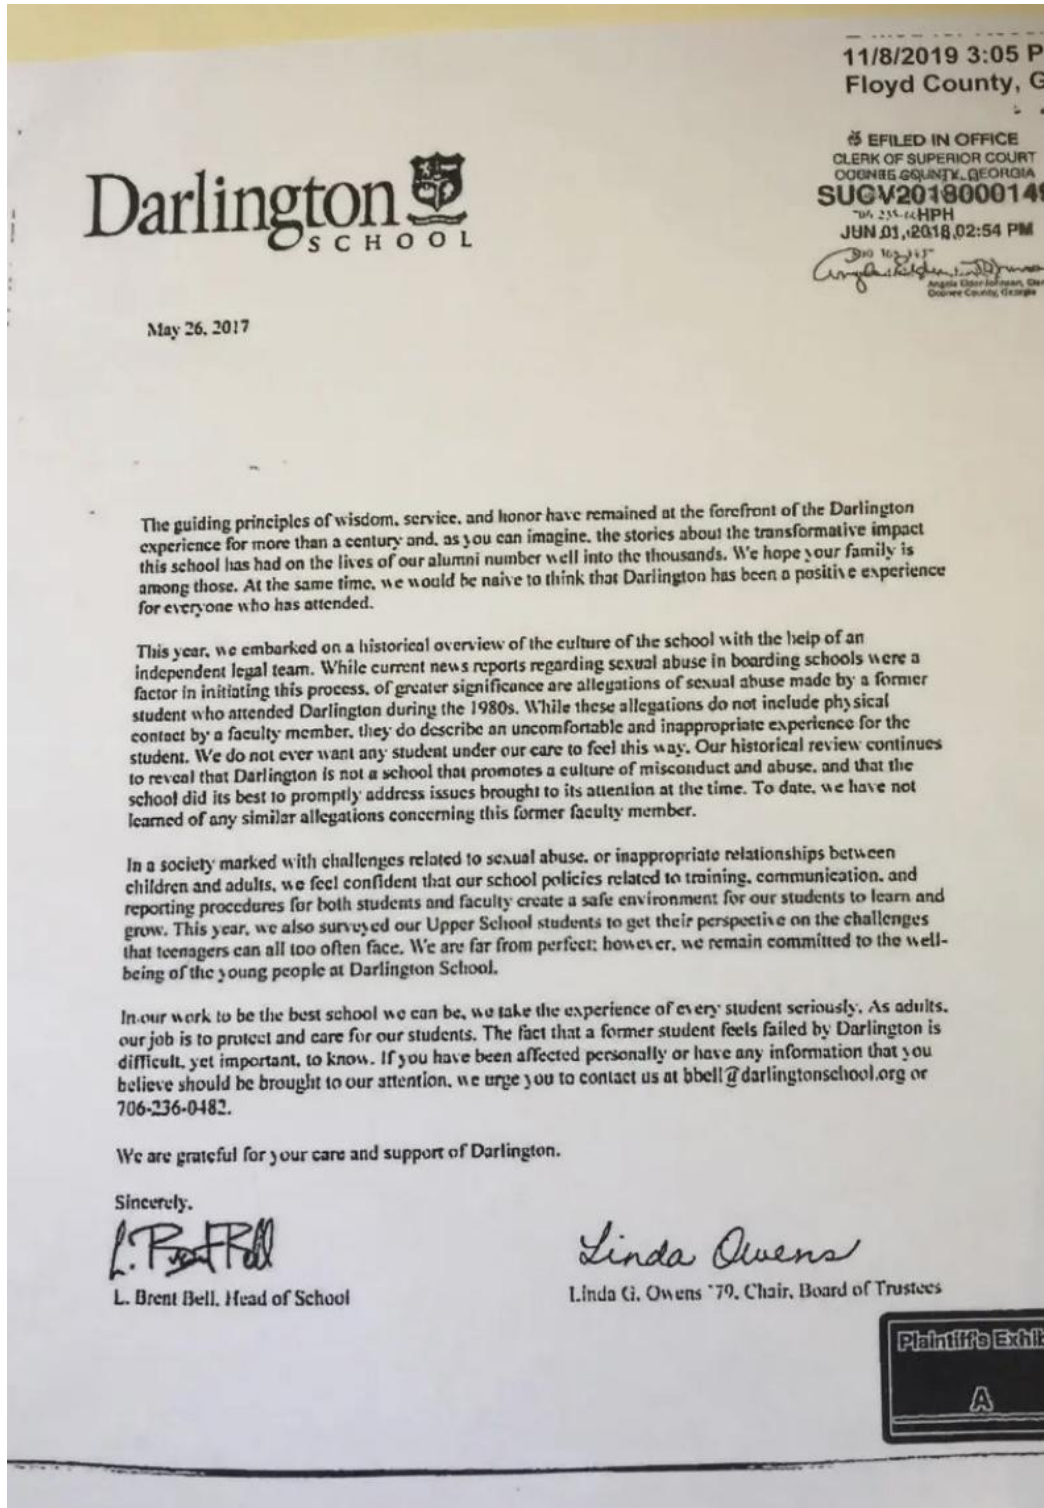 11/8/2019 3:05 P
Floyd County, G
EFILED IN OFFICE
CLERK OF SUPERIOR COURT
OCONEE COUNTY, GEORGIA
SUCV2018000149
HPH
JUN 01, 2018 02:54 PM
Angela Elder-Johnson, Cler
Oconee County, Georgia
Darlington
SCHOOL
May 26, 2017
The guiding principles of wisdom, service, and honor have remained at the forefront of the Darlington
experience for more than a century and, as you can imagine, the stories about the transformative impact
this school has had on the lives of our alumni number well into the thousands. We hope your family is
among those. At the same time, we would be naive to think that Darlington has been a positive experience
for everyone who has attended.
This year, we embarked on a historical overview of the culture of the school with the help of an
independent legal team. While current news reports regarding sexual abuse in boarding schools were a
factor in initiating this process, of greater significance are allegations of sexual abuse made by a former
student who attended Darlington during the 1980s. While these allegations do not include physical
contact by a faculty member, they do describe an uncomfortable and inappropriate experience for the
student. We do not ever want any student under our care to feel this way. Our historical review continues
to reveal that Darlington is not a school that promotes a culture of misconduct and abuse, and that the
school did its best to promptly address issues brought to its attention at the time. To date, we have not
learned of any similar allegations concerning this former faculty member.
In a society marked with challenges related to sexual abuse, or inappropriate relationships between
children and adults, we feel confident that our school policies related to training, communication, and
reporting procedures for both students and faculty create a safe environment for our students to learn and
grow. This year, we also surveyed our Upper School students to get their perspective on the challenges
that teenagers can all too often face. We are far from perfect; however, we remain committed to the well-
being of the young people at Darlington School.
In our work to be the best school we can be, we take the experience of every student seriously. As adults,
our job is to protect and care for our students. The fact that a former student feels failed by Darlington is
difficult, yet important, to know. If you have been affected personally or have any information that you
believe should be brought to our attention, we urge you to contact us at bbell@darlingtonschool.org or
706-236-0482.
We are grateful for your care and support of Darlington.
Sincerely,
L. Brent Bell
Linda Owens
L. Brent Bell, Head of School
Linda G. Owens '79, Chair, Board of Trustees
Plaintiff's Exhib
A